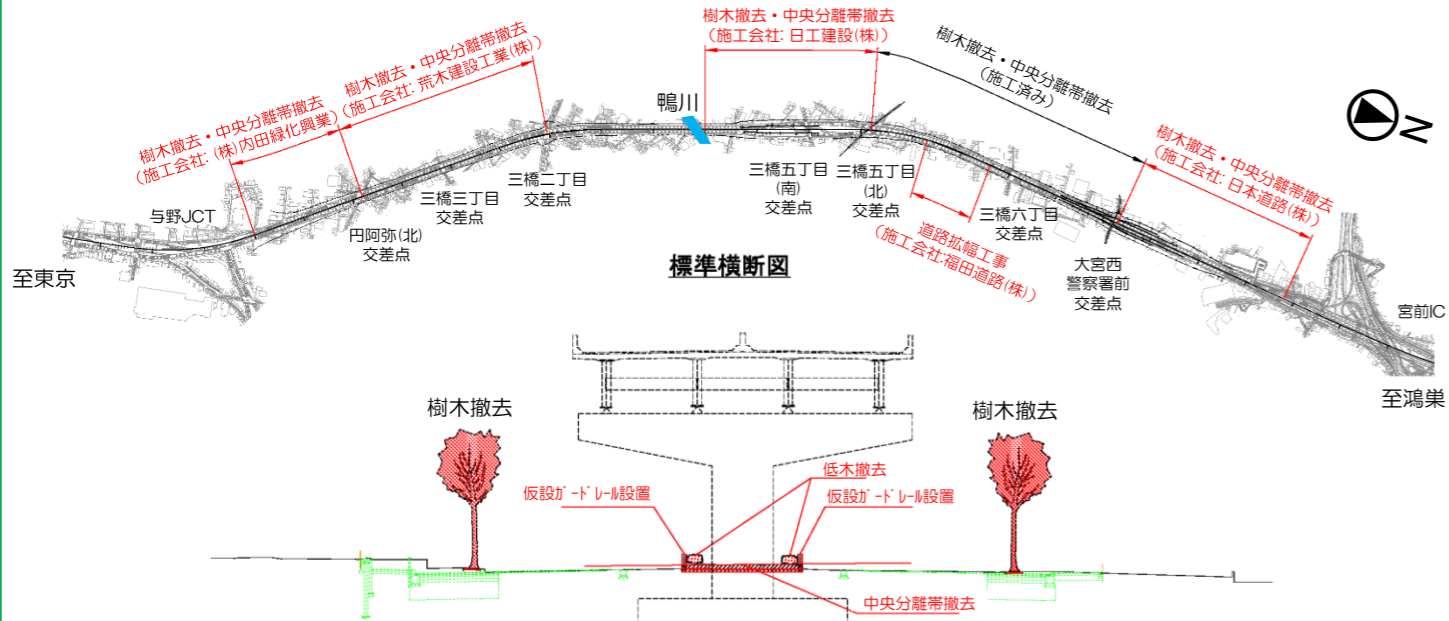 樹木撤去・中央分離帯撤去
(施工会社: (株)内田緑化興業)
樹木撤去・中央分離帯撤去
(施工会社: 荒木建設工業(株))
樹木撤去・中央分離帯撤去
(施工会社: 日工建設(株))
樹木撤去・中央分離帯撤去
(施工済み)
樹木撤去・中央分離帯撤去
(施工会社: 日本道路(株))
鴨川
N
至東京
与野JCT
円阿弥(北)
交差点
三橋三丁目
交差点
三橋二丁目
交差点
三橋五丁目
(南)
交差点
三橋五丁目
(北)
交差点
道路拡幅工事
(施工会社:福田道路(株))
三橋六丁目
交差点
大宮西
警察署前
交差点
宮前IC
至鴻巣
標準横断図
樹木撤去
樹木撤去
低木撤去
仮設ガードレール設置
仮設ガードレール設置
中央分離帯撤去